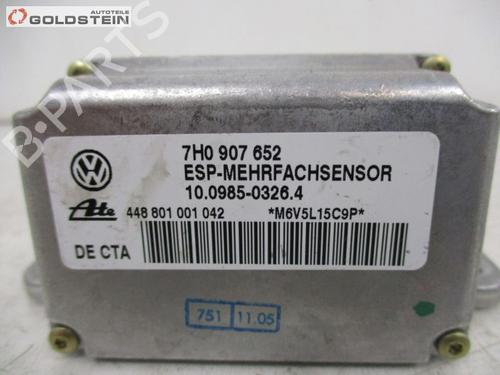 AUTOTEILE
GOLDSTEIN
B-PARTS
7H0 907 652
ESP-MEHRFACHSENSOR
10.0985-0326.4
Ate 448 801 001 042 *M6V5L15C9P*
DE CTA
751 11.05